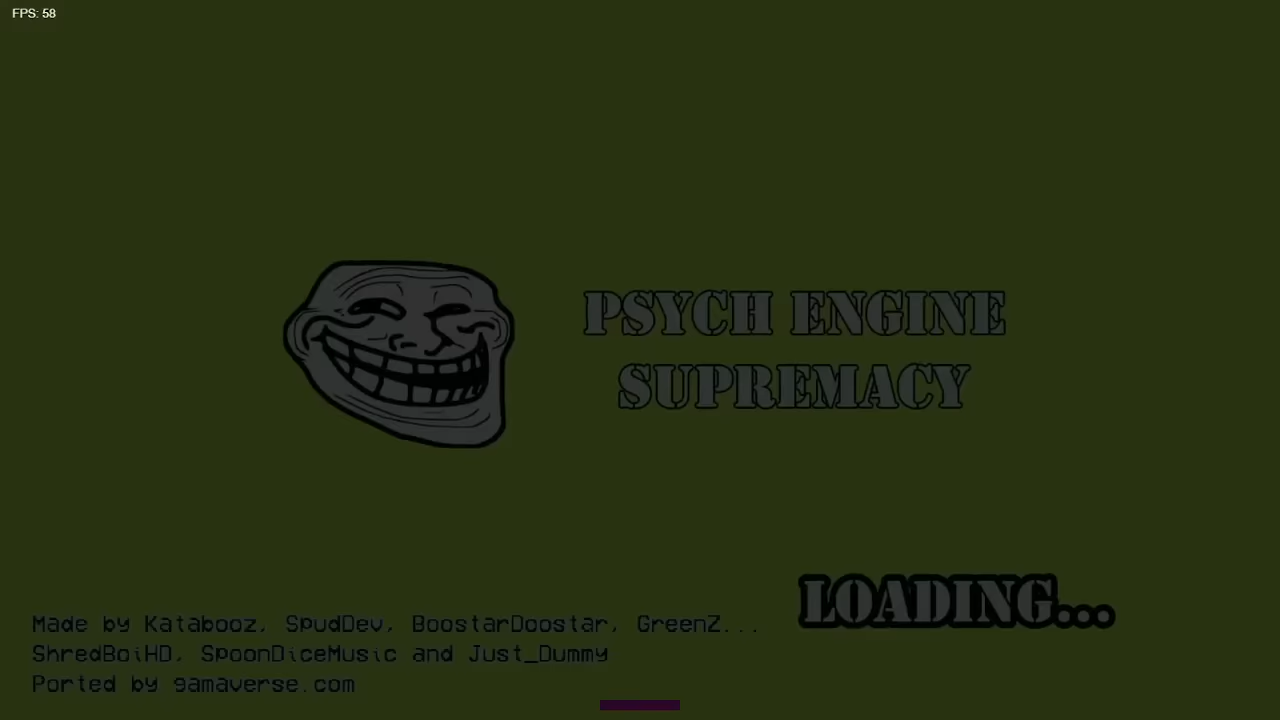 FPS: 58
PSYCH ENGINE
SUPREMACY
LOADING...
Made by Katabooz, SpudDev, BoostarDoostar, GreenZ...
ShredBoiHD, SpoonDiceMusic and Just_Dummy
Ported by gamaverse.com